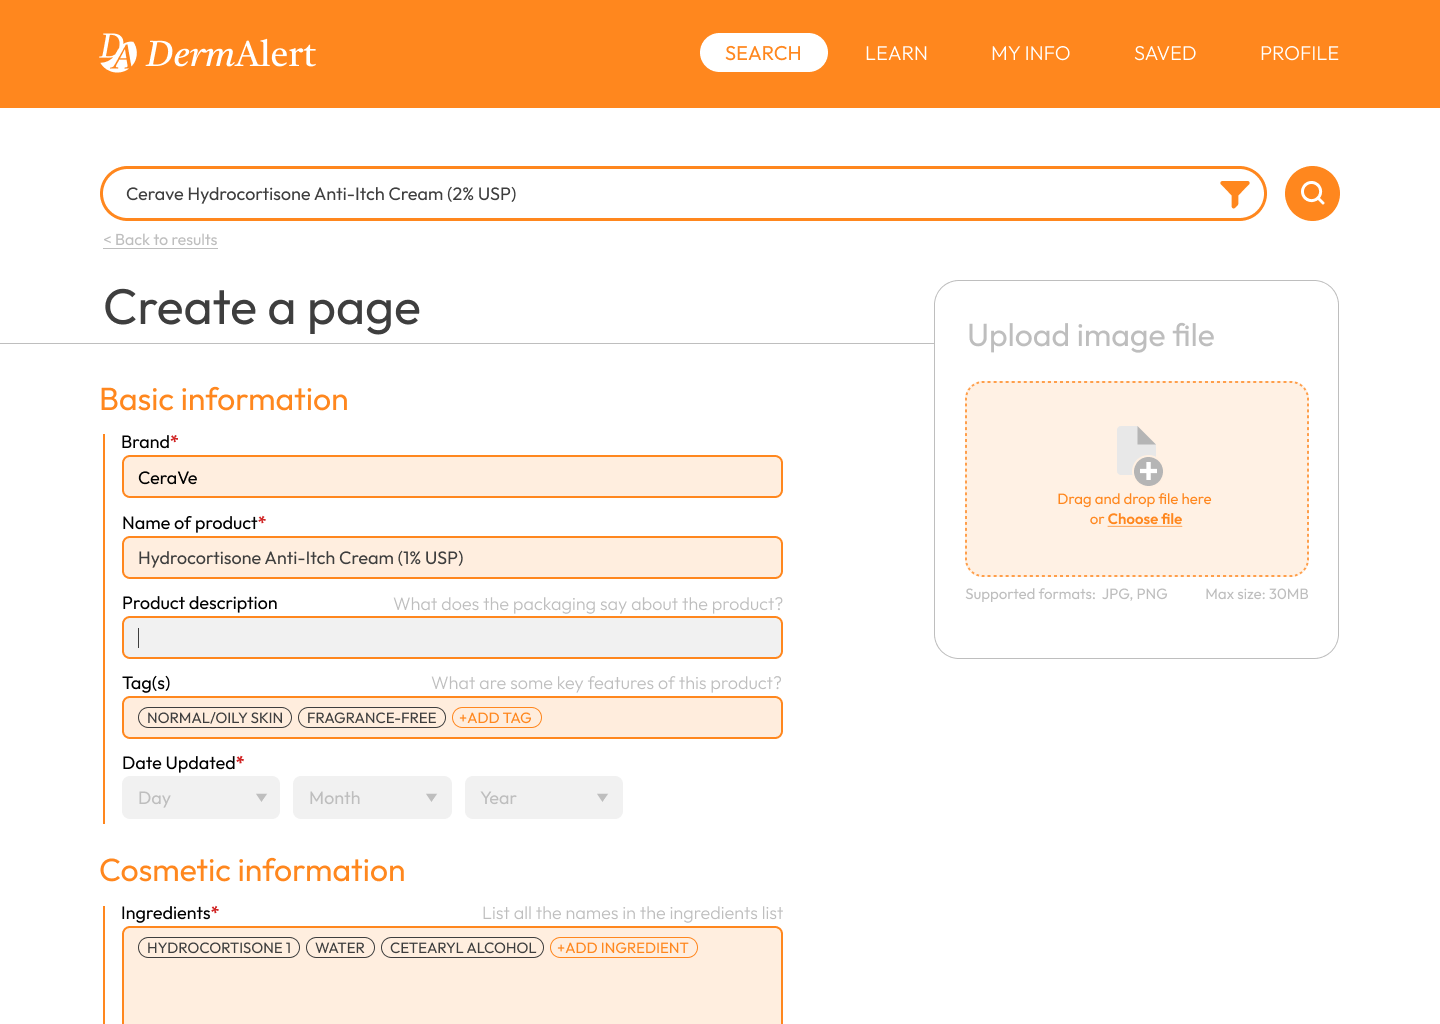 DA DermAlert
SEARCH LEARN MY INFO SAVED PROFILE
Cerave Hydrocortisone Anti-Itch Cream (2% USP)
< Back to results
Create a page
Basic information
Brand*
CeraVe
Name of product*
Hydrocortisone Anti-Itch Cream (1% USP)
Product description What does the packaging say about the product?
Tag(s) What are some key features of this product?
NORMAL/OILY SKIN FRAGRANCE-FREE +ADD TAG
Date Updated*
Day Month Year
Cosmetic information
Ingredients* List all the names in the ingredients list
HYDROCORTISONE 1 WATER CETEARYL ALCOHOL +ADD INGREDIENT
Upload image file
Drag and drop file here
or Choose file
Supported formats: JPG, PNG Max size: 30MB